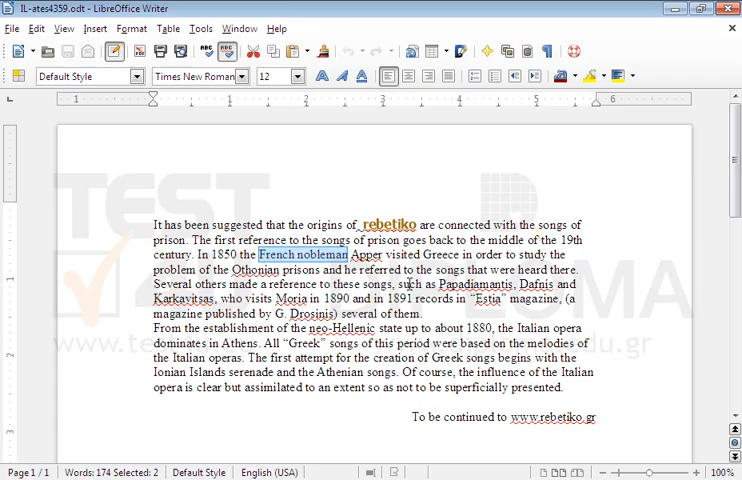 IL-ates4359.odt - LibreOffice Writer
File Edit View Insert Format Table Tools Window Help
Default Style Times New Roman 12
1 1 2 3 4 5 6
It has been suggested that the origins of rebetiko are connected with the songs of
prison. The first reference to the songs of prison goes back to the middle of the 19th
century. In 1850 the French nobleman Apper visited Greece in order to study the
problem of the Othonian prisons and he referred to the songs that were heard there.
Several others made a reference to these songs, such as Papadiamantis, Dafnis and
Karkavitsas, who visits Moria in 1890 and in 1891 records in “Estia” magazine, (a
magazine published by G. Drosinis) several of them.
From the establishment of the neo-Hellenic state up to about 1880, the Italian opera
dominates in Athens. All “Greek” songs of this period were based on the melodies of
the Italian operas. The first attempt for the creation of Greek songs begins with the
Ionian Islands serenade and the Athenian songs. Of course, the influence of the Italian
opera is clear but assimilated to an extent so as not to be superficially presented.
To be continued to www.rebetiko.gr
Page 1 / 1 Words: 174 Selected: 2 Default Style English (USA) 100%